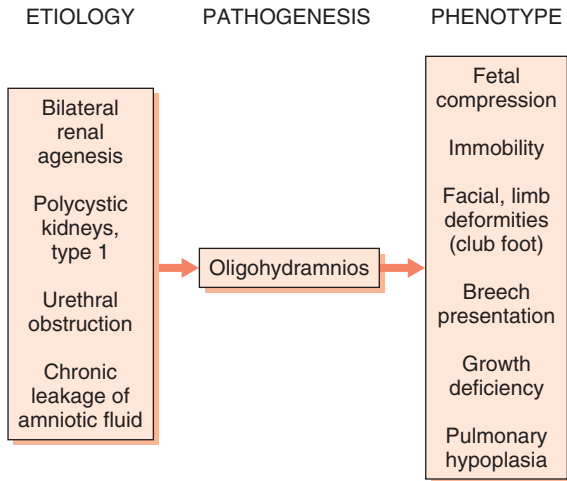 ETIOLOGY
PATHOGENESIS
PHENOTYPE
Bilateral
renal
agenesis
Polycystic
kidneys,
type 1
Urethral
obstruction
Chronic
leakage of
amniotic fluid
Oligohydramnios
Fetal
compression
Immobility
Facial, limb
deformities
(club foot)
Breech
presentation
Growth
deficiency
Pulmonary
hypoplasia